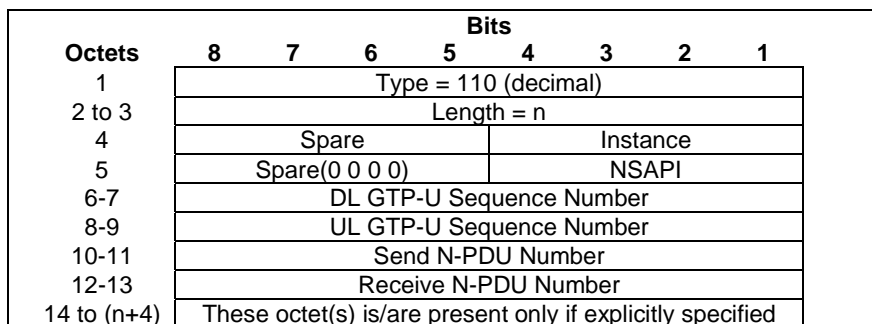 Bits
Octets 8 7 6 5 4 3 2 1
1 Type = 110 (decimal)
2 to 3 Length = n
4 Spare Instance
5 Spare(0 0 0 0) NSAPI
6-7 DL GTP-U Sequence Number
8-9 UL GTP-U Sequence Number
10-11 Send N-PDU Number
12-13 Receive N-PDU Number
14 to (n+4) These octet(s) is/are present only if explicitly specified